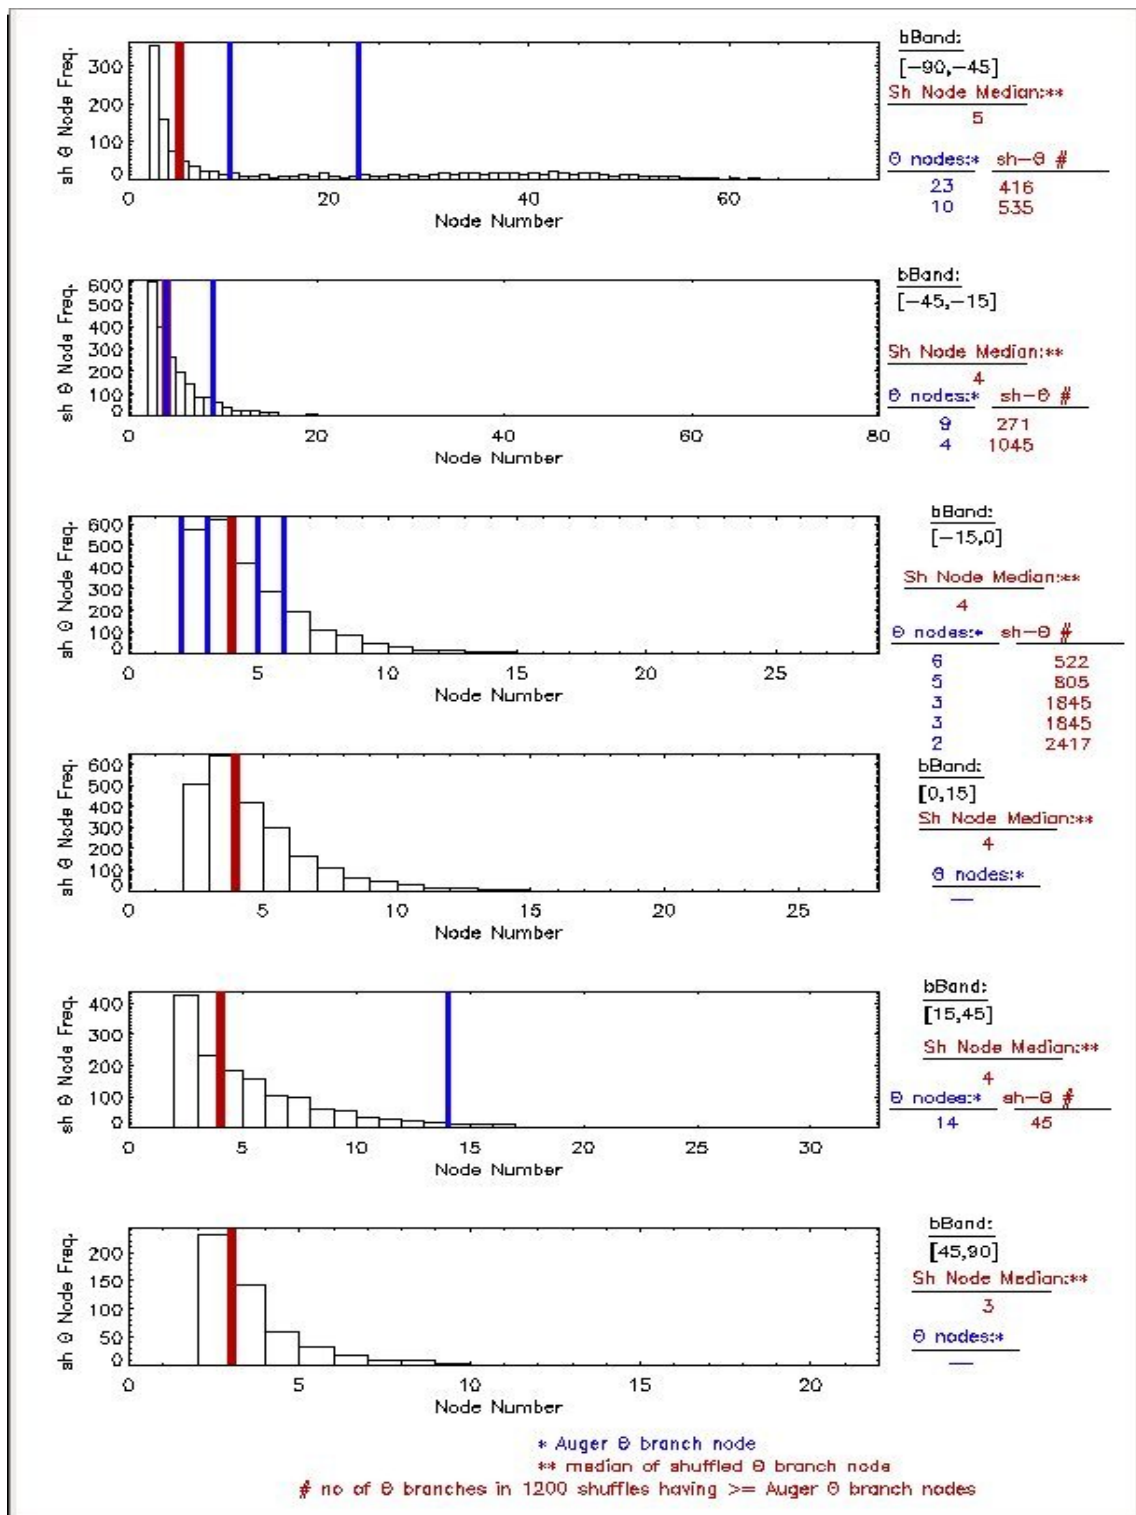 300
200
100
0
sh Θ Node Freq.
0 20 40 60
Node Number
bBand:
[−90,−45]
Sh Node Median:**
5
Θ nodes:* sh−Θ #
23 416
10 535
600
500
400
300
200
100
0
sh Θ Node Freq.
0 20 40 60 80
Node Number
bBand:
[−45,−15]
Sh Node Median:**
4
Θ nodes:* sh−Θ #
9 271
4 1045
600
500
400
300
200
100
0
sh Θ Node Freq.
0 5 10 15 20 25
Node Number
bBand:
[−15,0]
Sh Node Median:**
4
Θ nodes:* sh−Θ #
6 522
5 805
3 1845
3 1845
2 2417
600
500
400
300
200
100
0
sh Θ Node Freq.
0 5 10 15 20 25
Node Number
bBand:
[0,15]
Sh Node Median:**
4
Θ nodes:*
—
400
300
200
100
0
sh Θ Node Freq.
0 5 10 15 20 25 30
Node Number
bBand:
[15,45]
Sh Node Median:**
4
Θ nodes:* sh−Θ #
14 45
200
150
100
50
0
sh Θ Node Freq.
0 5 10 15 20
Node Number
bBand:
[45,90]
Sh Node Median:**
3
Θ nodes:*
—
* Auger Θ branch node
** median of shuffled Θ branch node
# no of Θ branches in 1200 shuffles having >= Auger Θ branch nodes